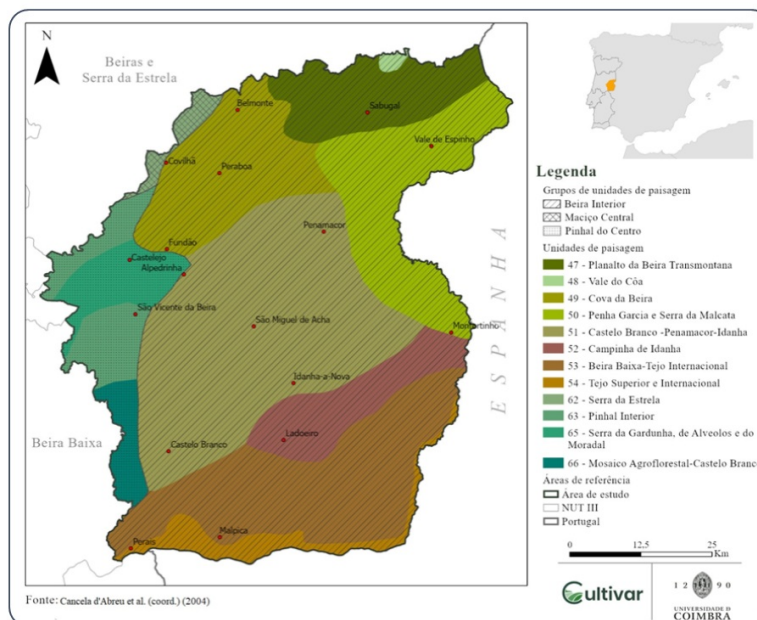 N
Beiras e
Serra da Estrela
Belmonte
Sabugal
Vale de Espinho
Covilhã
Peraboa
Penamacor
Fundão
Castelejo
Alpedrinha
São Vicente da Beira
São Miguel de Acha
Monfortinho
Idanha-a-Nova
Ladoeiro
Castelo Branco
Beira Baixa
Malpica
Perais
ESPANHA
Fonte: Cancela d'Abreu et al. (coord.) (2004)
Legenda
Grupos de unidades de paisagem
Beira Interior
Maciço Central
Pinhal do Centro
Unidades de paisagem
47 - Planalto da Beira Transmontana
48 - Vale do Côa
49 - Cova da Beira
50 - Penha Garcia e Serra da Malcata
51 - Castelo Branco -Penamacor-Idanha
52 - Campinha de Idanha
53 - Beira Baixa-Tejo Internacional
54 - Tejo Superior e Internacional
62 - Serra da Estrela
63 - Pinhal Interior
65 - Serra da Gardunha, de Alveolos e do
Moradal
66 - Mosaico Agroflorestal-Castelo Branco
Áreas de referência
Área de estudo
NUT III
Portugal
0 12,5 25
Km
Cultivar
12 90
UNIVERSIDADE D
COIMBRA